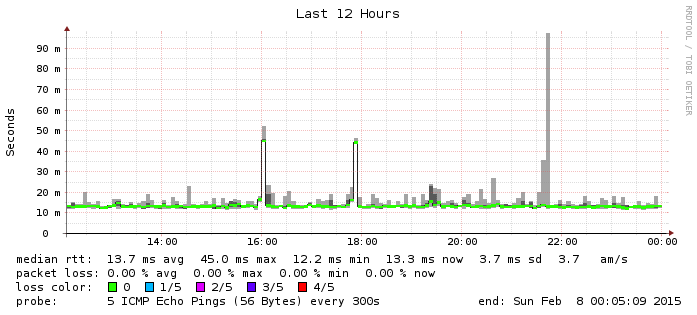 Last 12 Hours
RRDTOOL / TOBI OETIKER
Seconds
90 m
80 m
70 m
60 m
50 m
40 m
30 m
20 m
10 m
0
14:00 16:00 18:00 20:00 22:00 00:00
median rtt: 13.7 ms avg 45.0 ms max 12.2 ms min 13.3 ms now 3.7 ms sd 3.7 am/s
packet loss: 0.00 % avg 0.00 % max 0.00 % min 0.00 % now
loss color: 0 1/5 2/5 3/5 4/5
probe: 5 ICMP Echo Pings (56 Bytes) every 300s end: Sun Feb 8 00:05:09 2015